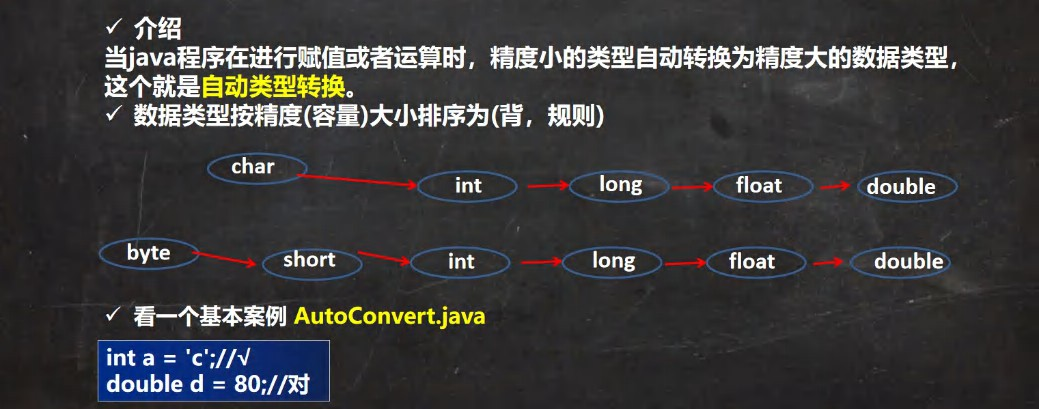 ✓ 介绍
当java程序在进行赋值或者运算时，精度小的类型自动转换为精度大的数据类型，
这个就是自动类型转换。
✓ 数据类型按精度(容量)大小排序为(背，规则)
char int long float double
byte short int long float double
✓ 看一个基本案例 AutoConvert.java
int a = 'c';//√
double d = 80;//对